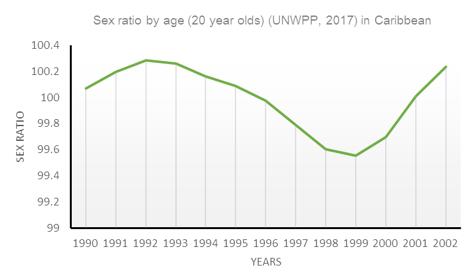 Sex ratio by age (20 year olds) (UNWPP, 2017) in Caribbean
100.4
100.2
100
99.8
99.6
99.4
99.2
99
SEX RATIO
1990 1991 1992 1993 1994 1995 1996 1997 1998 1999 2000 2001 2002
YEARS